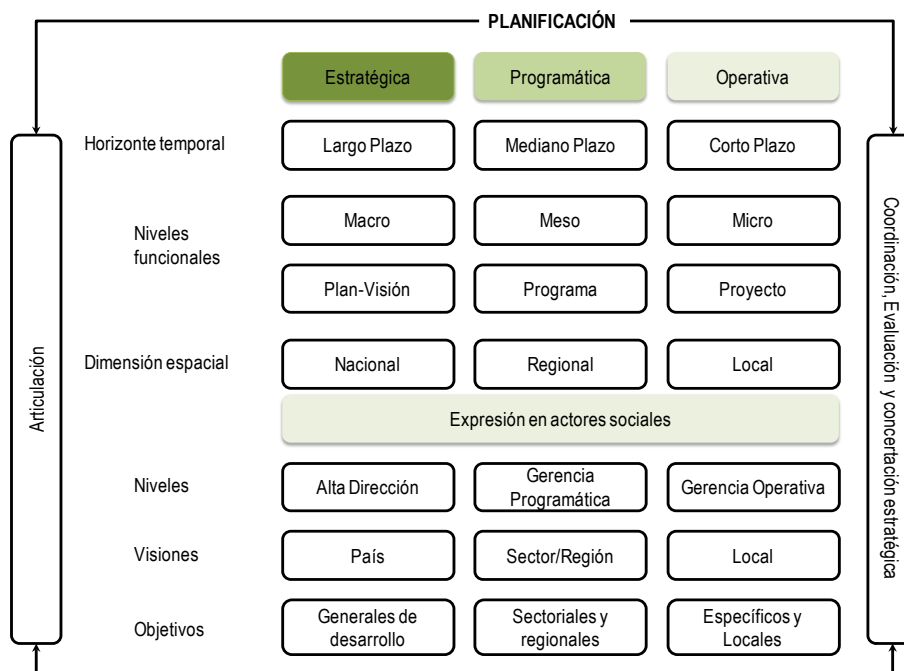 PLANIFICACIÓN
Estratégica
Programática
Operativa
Horizonte temporal
Largo Plazo
Mediano Plazo
Corto Plazo
Niveles
funcionales
Macro
Meso
Micro
Plan-Visión
Programa
Proyecto
Dimensión espacial
Nacional
Regional
Local
Expresión en actores sociales
Niveles
Alta Dirección
Gerencia
Programática
Gerencia Operativa
Visiones
País
Sector/Región
Local
Objetivos
Generales de
desarrollo
Sectoriales y
regionales
Específicos y
Locales
Articulación
Coordinación, Evaluación y concertación estratégica